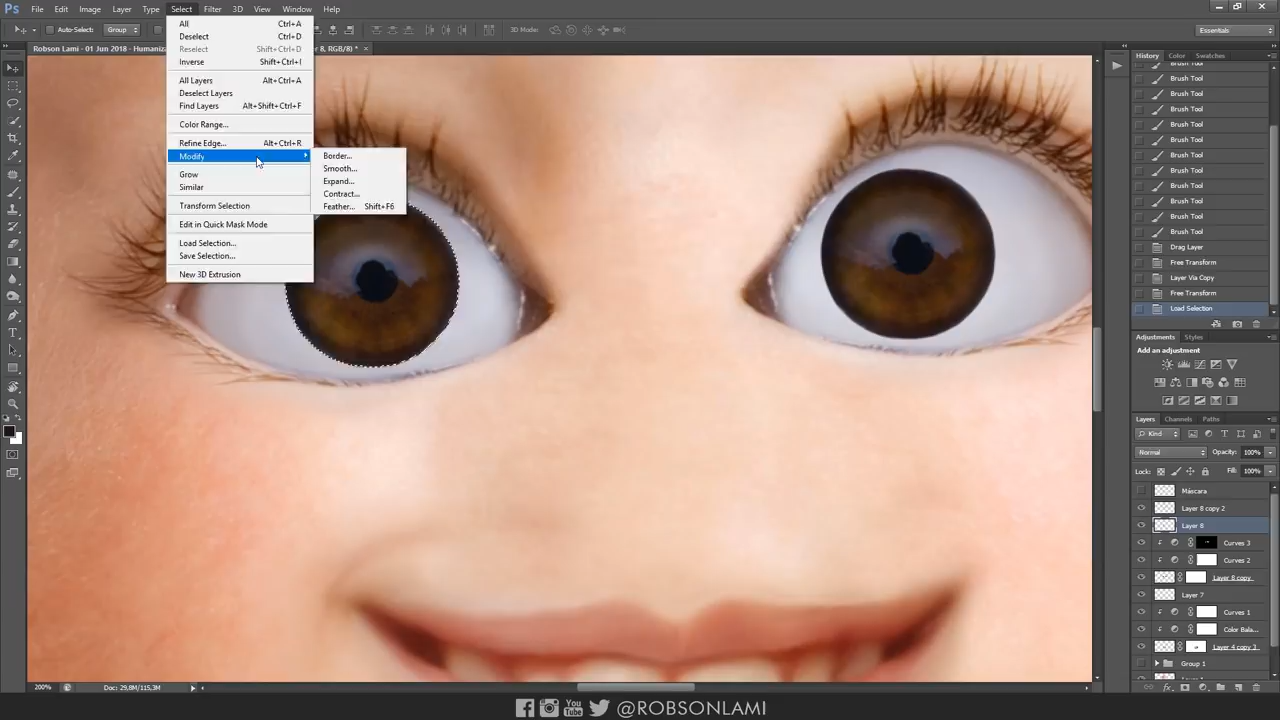 Ps File Edit Image Layer Type Select Filter 3D View Window Help
Auto-Select: Group 3D Mode: Essentials
Robson Lami - 01 Jun 2018 - Humaniza 8, RGB/8) * ×
All Ctrl+A
Deselect Ctrl+D
Reselect Shift+Ctrl+D
Inverse Shift+Ctrl+I
All Layers Alt+Ctrl+A
Deselect Layers
Find Layers Alt+Shift+Ctrl+F
Color Range...
Refine Edge... Alt+Ctrl+R
Modify
Grow
Similar
Transform Selection
Edit in Quick Mask Mode
Load Selection...
Save Selection...
New 3D Extrusion
Border...
Smooth...
Expand...
Contract...
Feather... Shift+F6
History Color Swatches
Brush Tool
Brush Tool
Brush Tool
Brush Tool
Brush Tool
Brush Tool
Brush Tool
Brush Tool
Brush Tool
Brush Tool
Brush Tool
Brush Tool
Drag Layer
Free Transform
Layer Via Copy
Free Transform
Load Selection
Adjustments Styles
Add an adjustment
Layers Channels Paths
Kind
Normal Opacity: 100%
Lock: Fill: 100%
Máscara
Layer 8 copy 2
Layer 8
Curves 3
Curves 2
Layer 6 copy
Layer 7
Curves 1
Color Bala...
Layer 4 copy 3
Group 1
200% Doc: 29,8M/115,3M
You Tube @ROBSONLAMI